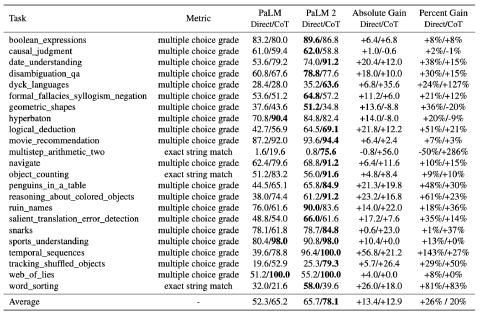 Task Metric PaLM PaLM 2 Absolute Gain Percent Gain
Direct/CoT Direct/CoT Direct/CoT Direct/CoT
boolean_expressions multiple choice grade 83.2/80.0 89.6/86.8 +6.4/+6.8 +8%/+8%
causal_judgment multiple choice grade 61.0/59.4 62.0/58.8 +1.0/-0.6 +2%/-1%
date_understanding multiple choice grade 53.6/79.2 74.0/91.2 +20.4/+12.0 +38%/+15%
disambiguation_qa multiple choice grade 60.8/67.6 78.8/77.6 +18.0/+10.0 +30%/+15%
dyck_languages multiple choice grade 28.4/28.0 35.2/63.6 +6.8/+35.6 +24%/+127%
formal_fallacies_syllogism_negation multiple choice grade 53.6/51.2 64.8/57.2 +11.2/+6.0 +21%/+12%
geometric_shapes multiple choice grade 37.6/43.6 51.2/34.8 +13.6/-8.8 +36%/-20%
hyperbaton multiple choice grade 70.8/90.4 84.8/82.4 +14.0/-8.0 +20%/-9%
logical_deduction multiple choice grade 42.7/56.9 64.5/69.1 +21.8/+12.2 +51%/+21%
movie_recommendation multiple choice grade 87.2/92.0 93.6/94.4 +6.4/+2.4 +7%/+3%
multistep_arithmetic_two exact string match 1.6/19.6 0.8/75.6 -0.8/+56.0 -50%/+286%
navigate multiple choice grade 62.4/79.6 68.8/91.2 +6.4/+11.6 +10%/+15%
object_counting exact string match 51.2/83.2 56.0/91.6 +4.8/+8.4 +9%/+10%
penguins_in_a_table multiple choice grade 44.5/65.1 65.8/84.9 +21.3/+19.8 +48%/+30%
reasoning_about_colored_objects multiple choice grade 38.0/74.4 61.2/91.2 +23.2/+16.8 +61%/+23%
ruin_names multiple choice grade 76.0/61.6 90.0/83.6 +14.0/+22.0 +18%/+36%
salient_translation_error_detection multiple choice grade 48.8/54.0 66.0/61.6 +17.2/+7.6 +35%/+14%
snarks multiple choice grade 78.1/61.8 78.7/84.8 +0.6/+23.0 +1%/+37%
sports_understanding multiple choice grade 80.4/98.0 90.8/98.0 +10.4/+0.0 +13%/+0%
temporal_sequences multiple choice grade 39.6/78.8 96.4/100.0 +56.8/+21.2 +143%/+27%
tracking_shuffled_objects multiple choice grade 19.6/52.9 25.3/79.3 +5.7/+26.4 +29%/+50%
web_of_lies multiple choice grade 51.2/100.0 55.2/100.0 +4.0/+0.0 +8%/+0%
word_sorting exact string match 32.0/21.6 58.0/39.6 +26.0/+18.0 +81%/+83%
Average - 52.3/65.2 65.7/78.1 +13.4/+12.9 +26% / 20%